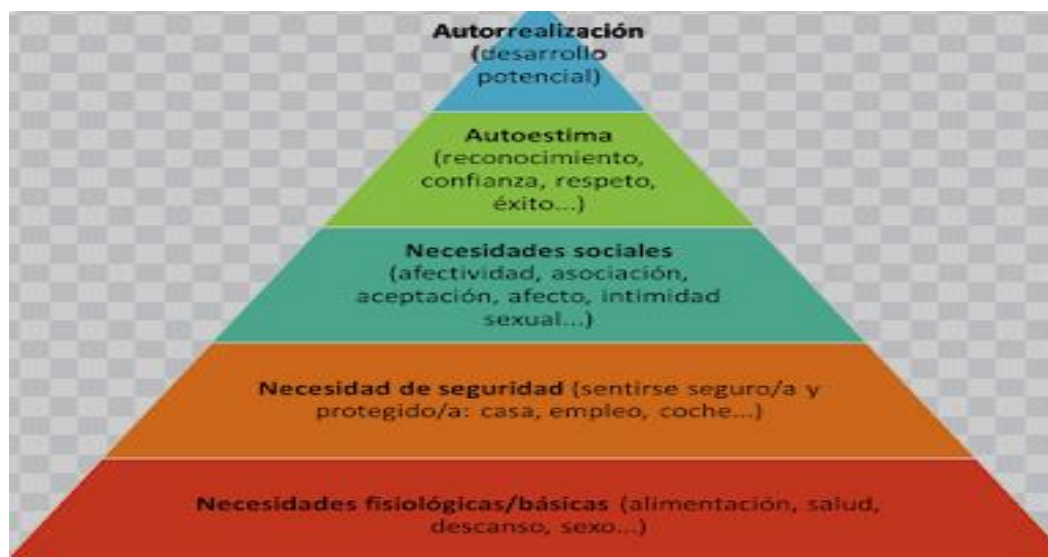 Autorrealización
(desarrollo
potencial)
Autoestima
(reconocimiento,
confianza, respeto,
éxito...)
Necesidades sociales
(afectividad, asociación,
aceptación, afecto, intimidad
sexual...)
Necesidad de seguridad (sentirse seguro/a y
protegido/a: casa, empleo, coche...)
Necesidades fisiológicas/básicas (alimentación, salud,
descanso, sexo...)